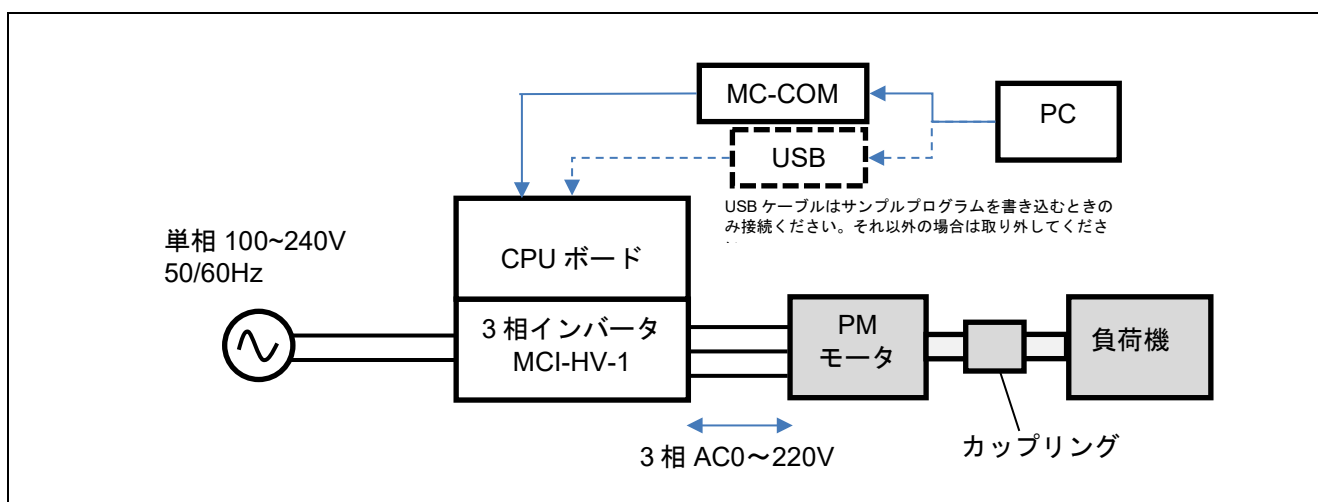 MC-COM
PC
USB
USB ケーブルはサンプルプログラムを書き込むときの
み接続ください。それ以外の場合は取り外してくださ
単相 100~240V
50/60Hz
CPU ボード
3 相インバータ
MCI-HV-1
PM
モータ
負荷機
カップリング
3 相 AC0～220V